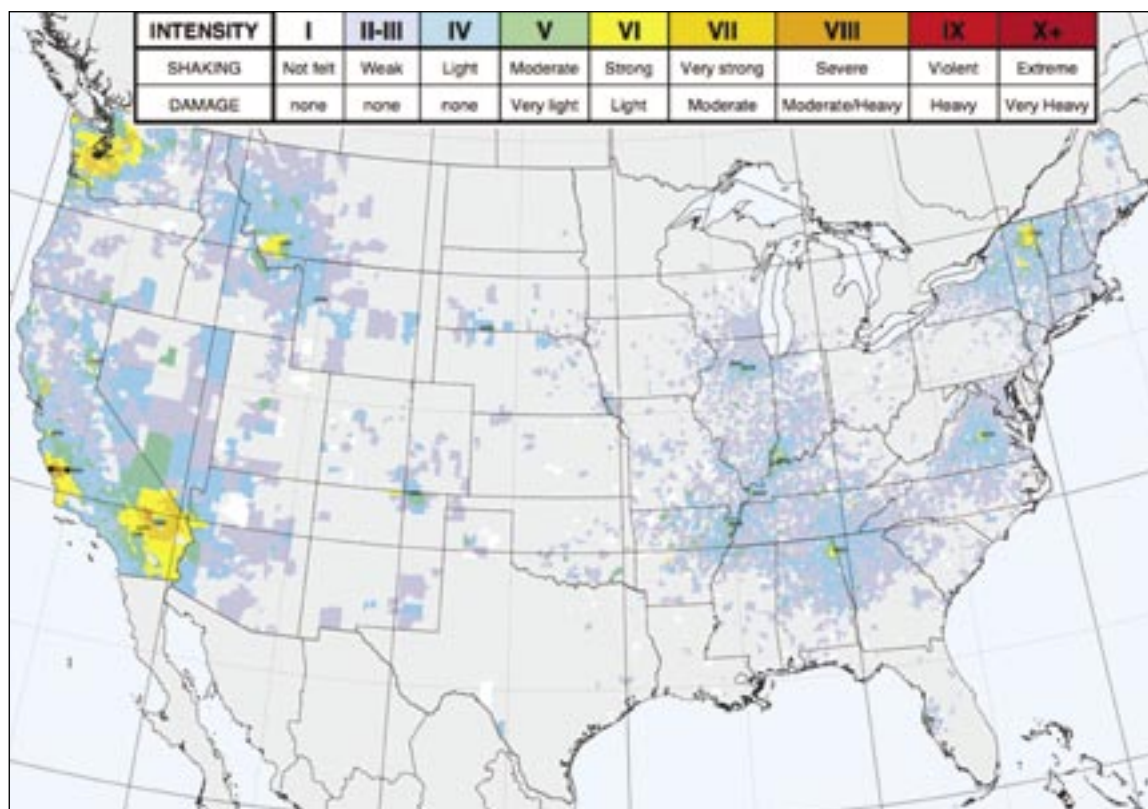 INTENSITY I II-III IV V VI VII VIII IX X+
SHAKING Not felt Weak Light Moderate Strong Very strong Severe Violent Extreme
DAMAGE none none none Very light Light Moderate Moderate/Heavy Heavy Very Heavy